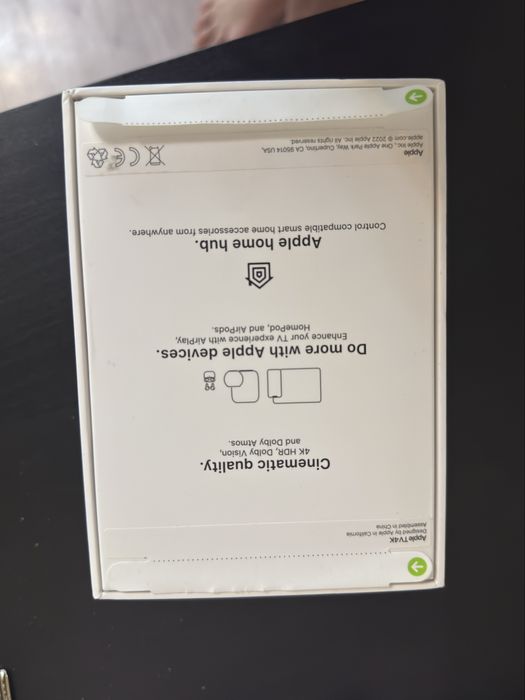 Apple TV4K
Designed by Apple in California
Assembled in China
Cinematic quality.
4K HDR, Dolby Vision,
and Dolby Atmos.
Do more with Apple devices.
Enhance your TV experience with AirPlay,
HomePod, and AirPods.
Apple home hub.
Control compatible smart home accessories from anywhere.
Apple
Apple Inc., One Apple Park Way, Cupertino, CA 95014 USA.
apple.com © 2022 Apple Inc. All rights reserved.
CE